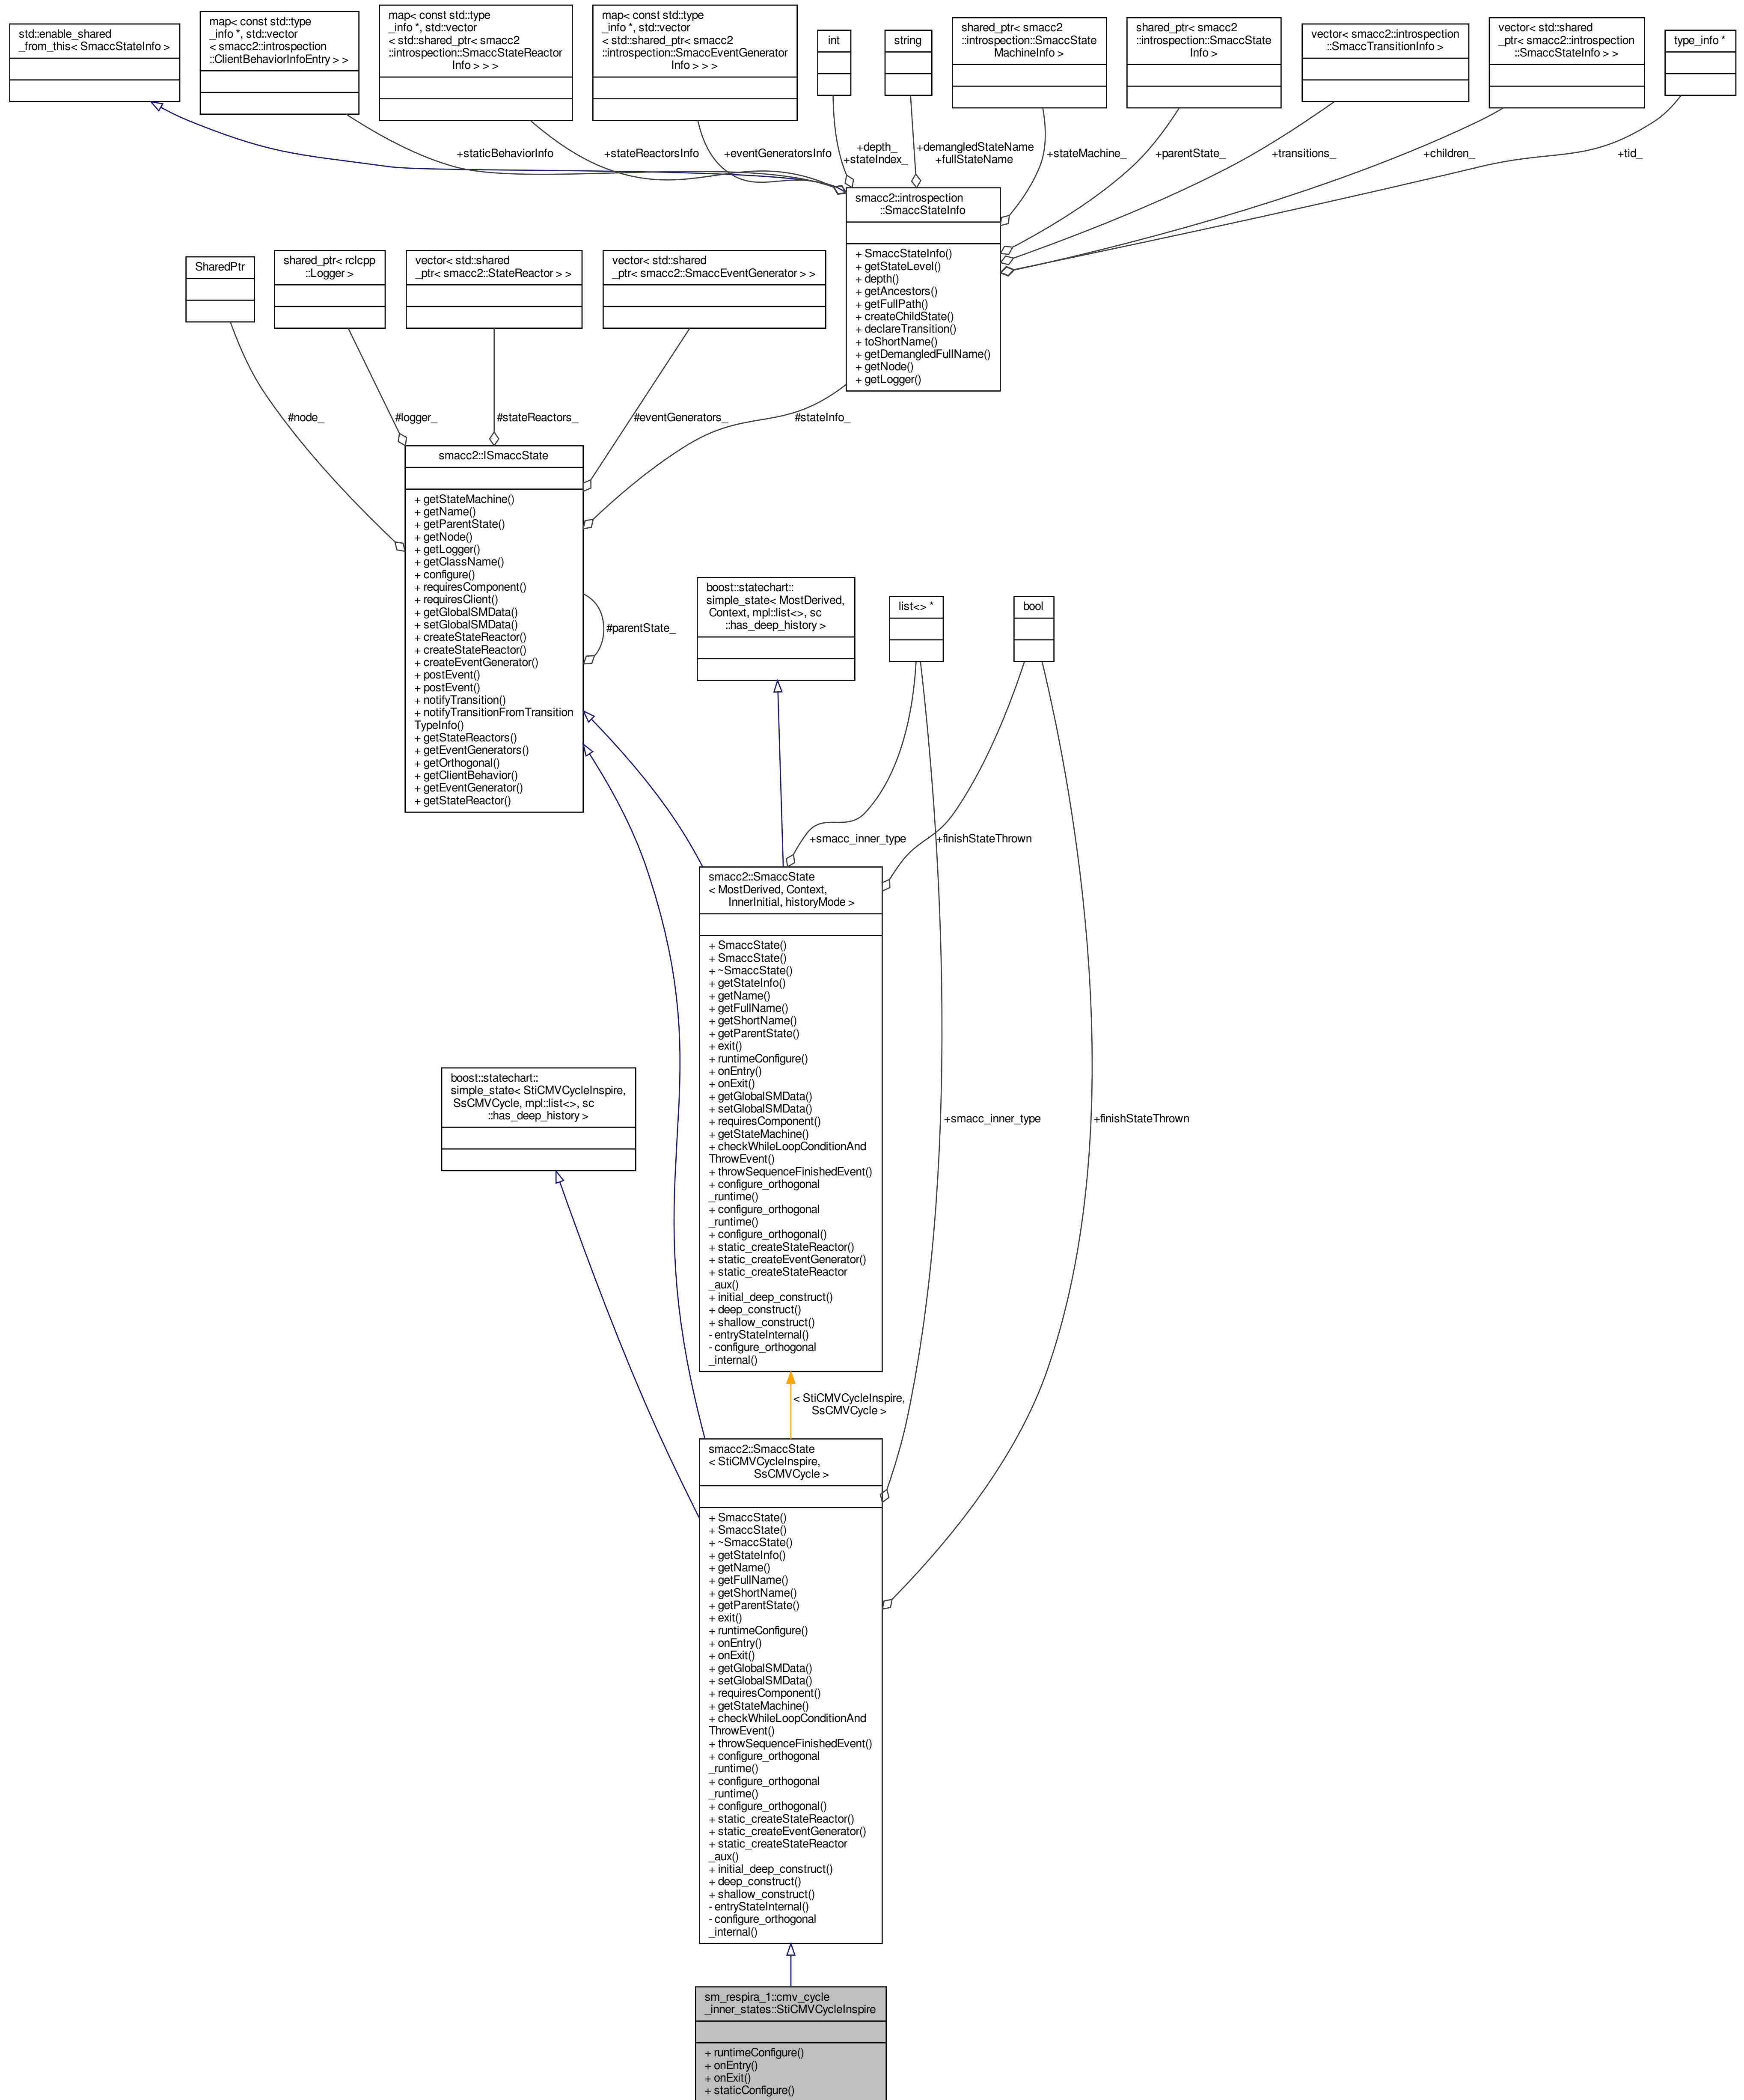 std::enable_shared
_from_this< SmaccStateInfo >
map< const std::type
_info *, std::vector
< smacc2::introspection
::ClientBehaviorInfoEntry > >
map< const std::type
_info *, std::vector
< std::shared_ptr< smacc2
::introspection::SmaccStateReactor
Info > > >
map< const std::type
_info *, std::vector
< std::shared_ptr< smacc2
::introspection::SmaccEventGenerator
Info > > >
int
string
shared_ptr< smacc2
::introspection::SmaccState
MachineInfo >
shared_ptr< smacc2
::introspection::SmaccState
Info >
vector< smacc2::introspection
::SmaccTransitionInfo >
vector< std::shared
_ptr< smacc2::introspection
::SmaccStateInfo > >
type_info *
+staticBehaviorInfo
+stateReactorsInfo
+eventGeneratorsInfo
+depth_
+stateIndex_
+demangledStateName
+fullStateName
+stateMachine_
+parentState_
+transitions_
+children_
+tid_
smacc2::introspection
::SmaccStateInfo
+ SmaccStateInfo()
+ getStateLevel()
+ depth()
+ getAncestors()
+ getFullPath()
+ createChildState()
+ declareTransition()
+ toShortName()
+ getDemangledFullName()
+ getNode()
+ getLogger()
SharedPtr
shared_ptr< rclcpp
::Logger >
vector< std::shared
_ptr< smacc2::StateReactor > >
vector< std::shared
_ptr< smacc2::SmaccEventGenerator > >
#node_
#logger_
#stateReactors_
#eventGenerators_
#stateInfo_
smacc2::ISmaccState
+ getStateMachine()
+ getName()
+ getParentState()
+ getNode()
+ getLogger()
+ getClassName()
+ configure()
+ requiresComponent()
+ requiresClient()
+ getGlobalSMData()
+ setGlobalSMData()
+ createStateReactor()
+ createStateReactor()
+ createEventGenerator()
+ postEvent()
+ postEvent()
+ notifyTransition()
+ notifyTransitionFromTransition
TypeInfo()
+ getStateReactors()
+ getEventGenerators()
+ getOrthogonal()
+ getClientBehavior()
+ getEventGenerator()
+ getStateReactor()
#parentState_
boost::statechart::
simple_state< MostDerived,
Context, mpl::list<>, sc
::has_deep_history >
list<> *
bool
+smacc_inner_type
+finishStateThrown
smacc2::SmaccState
< MostDerived, Context,
InnerInitial, historyMode >
+ SmaccState()
+ SmaccState()
+ ~SmaccState()
+ getStateInfo()
+ getName()
+ getFullName()
+ getShortName()
+ getParentState()
+ exit()
+ runtimeConfigure()
+ onEntry()
+ onExit()
+ getGlobalSMData()
+ setGlobalSMData()
+ requiresComponent()
+ getStateMachine()
+ checkWhileLoopConditionAnd
ThrowEvent()
+ throwSequenceFinishedEvent()
+ configure_orthogonal
_runtime()
+ configure_orthogonal
_runtime()
+ configure_orthogonal()
+ static_createStateReactor()
+ static_createEventGenerator()
+ static_createStateReactor
_aux()
+ initial_deep_construct()
+ deep_construct()
+ shallow_construct()
- entryStateInternal()
- configure_orthogonal
_internal()
boost::statechart::
simple_state< StiCMVCycleInspire,
SsCMVCycle, mpl::list<>, sc
::has_deep_history >
+smacc_inner_type
+finishStateThrown
< StiCMVCycleInspire,
SsCMVCycle >
smacc2::SmaccState
< StiCMVCycleInspire,
SsCMVCycle >
+ SmaccState()
+ SmaccState()
+ ~SmaccState()
+ getStateInfo()
+ getName()
+ getFullName()
+ getShortName()
+ getParentState()
+ exit()
+ runtimeConfigure()
+ onEntry()
+ onExit()
+ getGlobalSMData()
+ setGlobalSMData()
+ requiresComponent()
+ getStateMachine()
+ checkWhileLoopConditionAnd
ThrowEvent()
+ throwSequenceFinishedEvent()
+ configure_orthogonal
_runtime()
+ configure_orthogonal
_runtime()
+ configure_orthogonal()
+ static_createStateReactor()
+ static_createEventGenerator()
+ static_createStateReactor
_aux()
+ initial_deep_construct()
+ deep_construct()
+ shallow_construct()
- entryStateInternal()
- configure_orthogonal
_internal()
sm_respira_1::cmv_cycle
_inner_states::StiCMVCycleInspire
+ runtimeConfigure()
+ onEntry()
+ onExit()
+ staticConfigure()